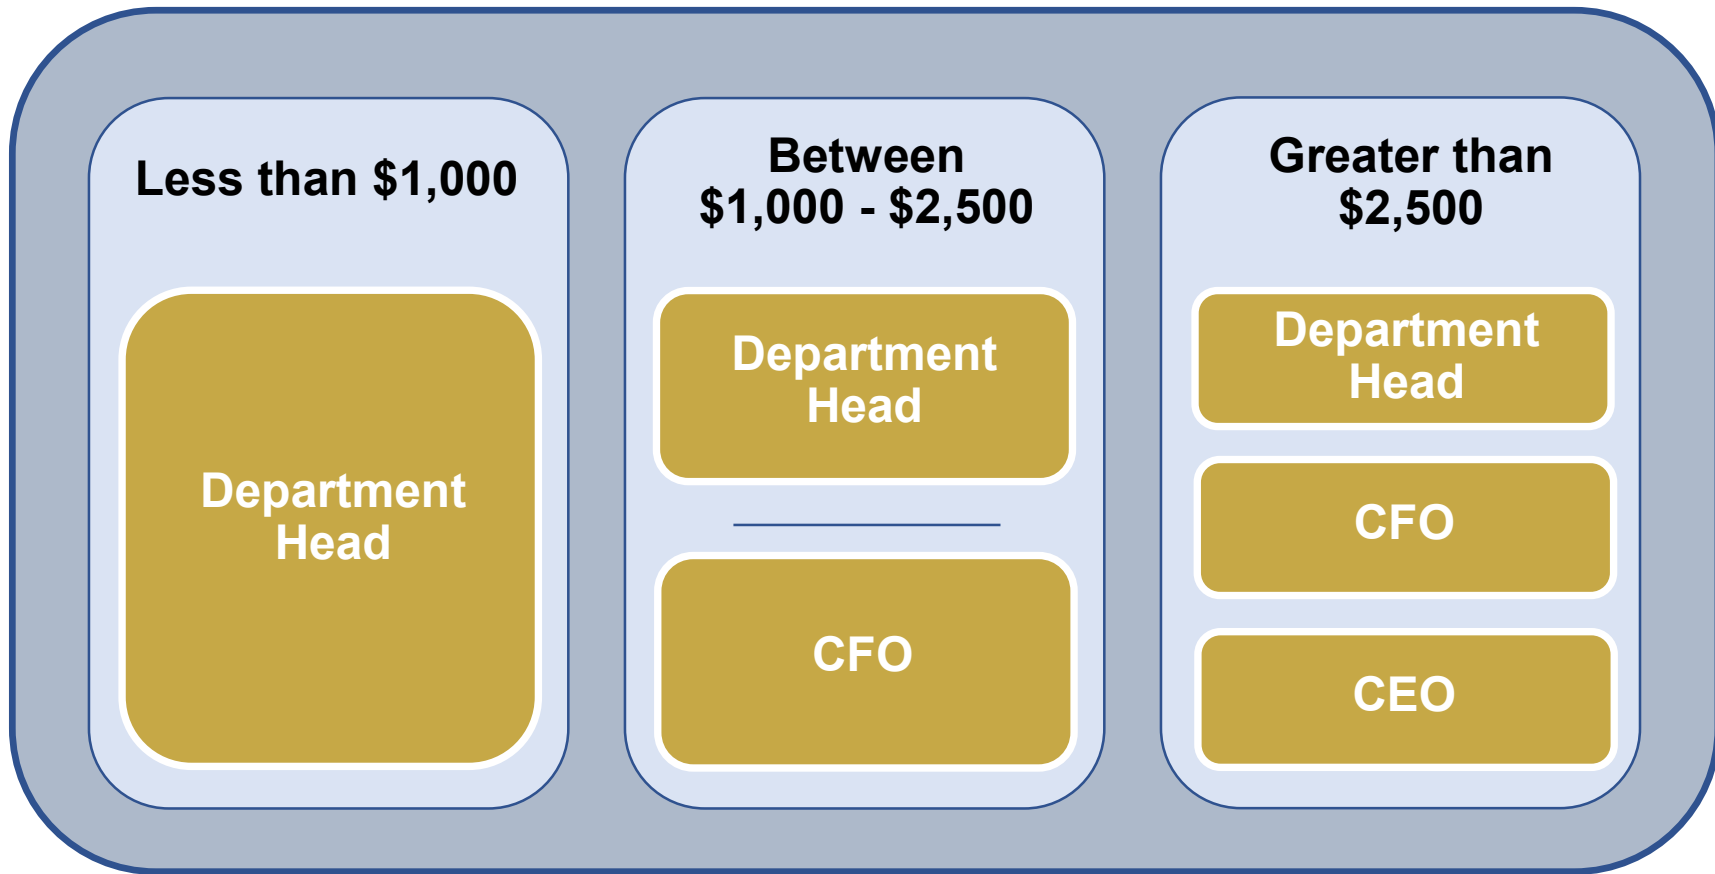 Less than $1,000
Department
Head
Between
$1,000 - $2,500
Department
Head
CFO
Greater than
$2,500
Department
Head
CFO
CEO